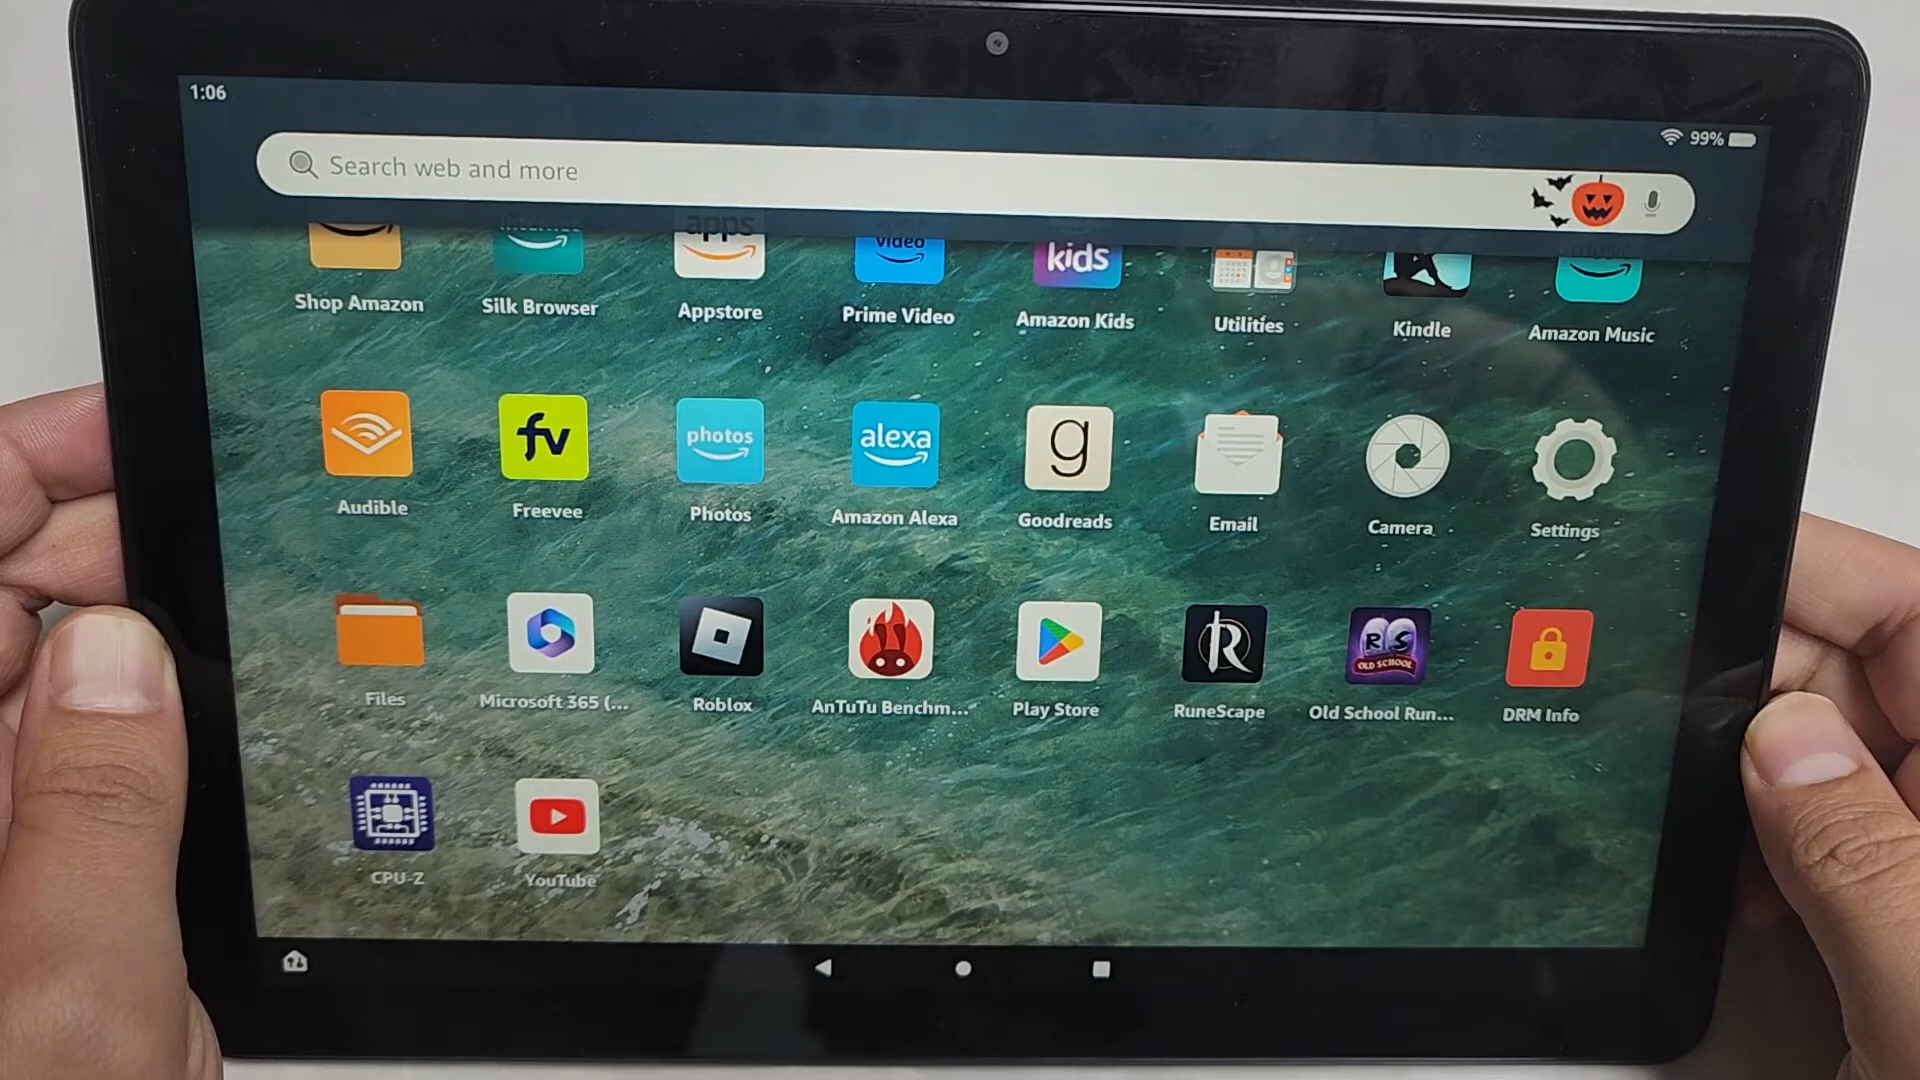 1:06
99%
Search web and more
apps
video
kids
Shop Amazon
Silk Browser
Appstore
Prime Video
Amazon Kids
Utilities
Kindle
Amazon Music
fv
photos
alexa
g
Audible
Freevee
Photos
Amazon Alexa
Goodreads
Email
Camera
Settings
R
RS
OLD SCHOOL
Files
Microsoft 365 (...
Roblox
AnTuTu Benchm...
Play Store
RuneScape
Old School Run...
DRM Info
CPU-Z
YouTube